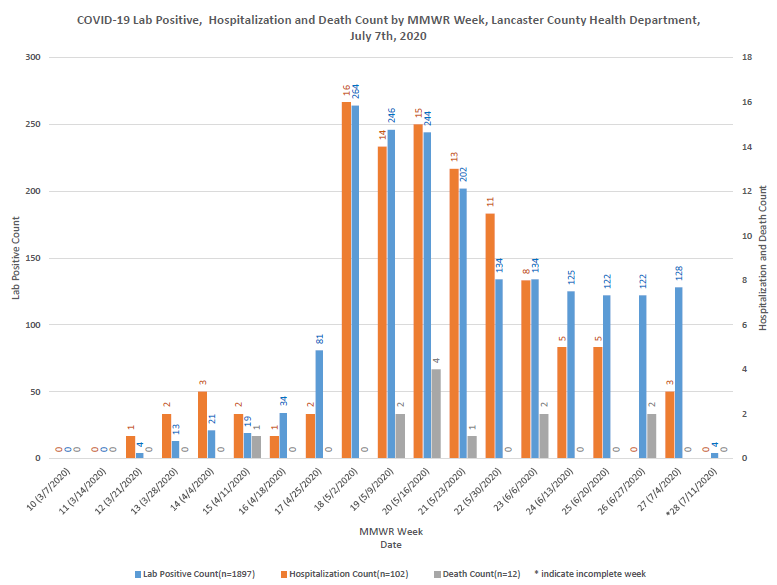 COVID-19 Lab Positive, Hospitalization and Death Count by MMWR Week, Lancaster County Health Department,
July 7th, 2020
300
250
200
150
100
50
0
Lab Positive Count
18
16
14
12
10
8
6
4
2
0
Hospitalization and Death Count
0 0 0
0 0 0
1 4 0
2 13 0
3 21 0
2 19 1
1 34 0
2 81 0
16 264 0
14 246 2
15 244 4
13 202 1
11 134 0
8 134 2
5 125 0
5 122 0
0 122 2
3 128 0
0 4 0
10 (3/7/2020)
11 (3/14/2020)
12 (3/21/2020)
13 (3/28/2020)
14 (4/4/2020)
15 (4/11/2020)
16 (4/18/2020)
17 (4/25/2020)
18 (5/2/2020)
19 (5/9/2020)
20 (5/16/2020)
21 (5/23/2020)
22 (5/30/2020)
23 (6/6/2020)
24 (6/13/2020)
25 (6/20/2020)
26 (6/27/2020)
27 (7/4/2020)
*28 (7/11/2020)
MMWR Week
Date
Lab Positive Count(n=1897) Hospitalization Count(n=102) Death Count(n=12) * indicate incomplete week